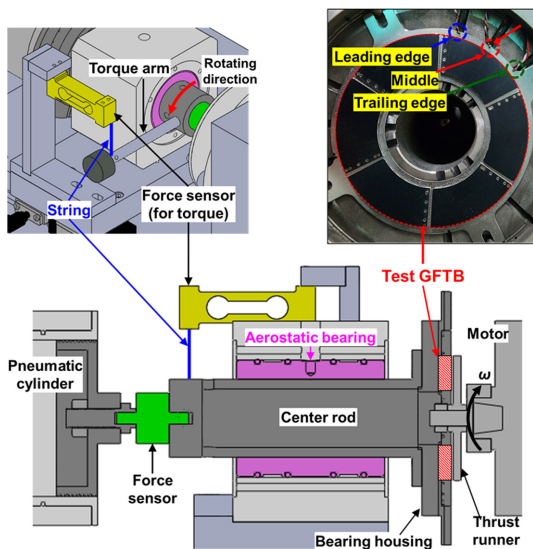 Torque arm
Rotating
direction
Force sensor
(for torque)
String
Leading edge
Middle
Trailing edge
Test GFTB
Motor
Aerostatic bearing
Pneumatic
cylinder
ω
Center rod
Force
sensor
Bearing housing
Thrust
runner